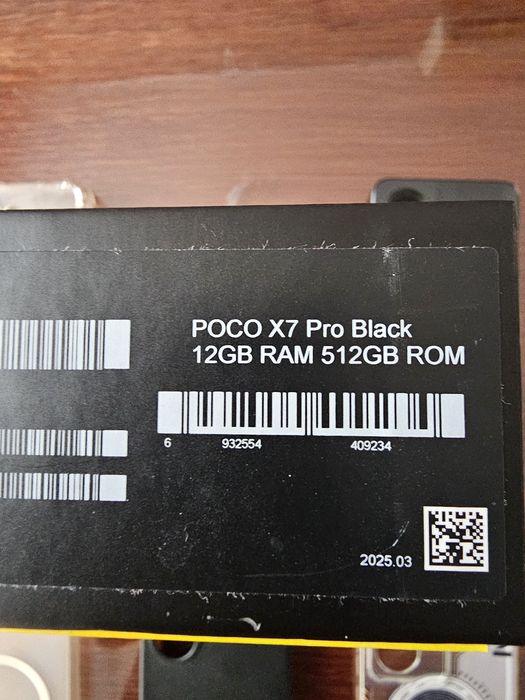 POCO X7 Pro Black
12GB RAM 512GB ROM
6 932554 409234
2025.03